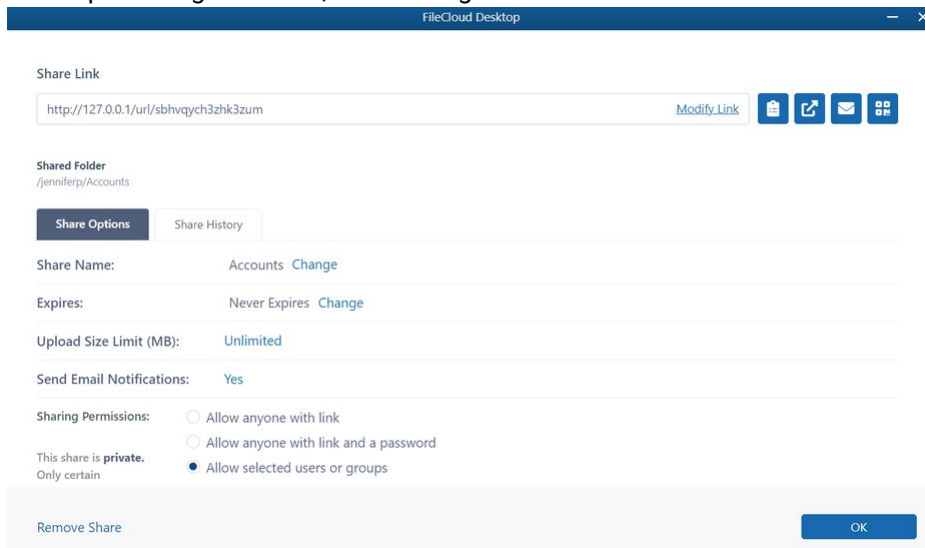 FileCloud Desktop
Share Link
http://127.0.0.1/url/sbhvqych3zhk3zum Modify Link
Shared Folder
/jenniferp/Accounts
Share Options Share History
Share Name: Accounts Change
Expires: Never Expires Change
Upload Size Limit (MB): Unlimited
Send Email Notifications: Yes
Sharing Permissions: Allow anyone with link
Allow anyone with link and a password
This share is private.
Only certain
Allow selected users or groups
Remove Share OK